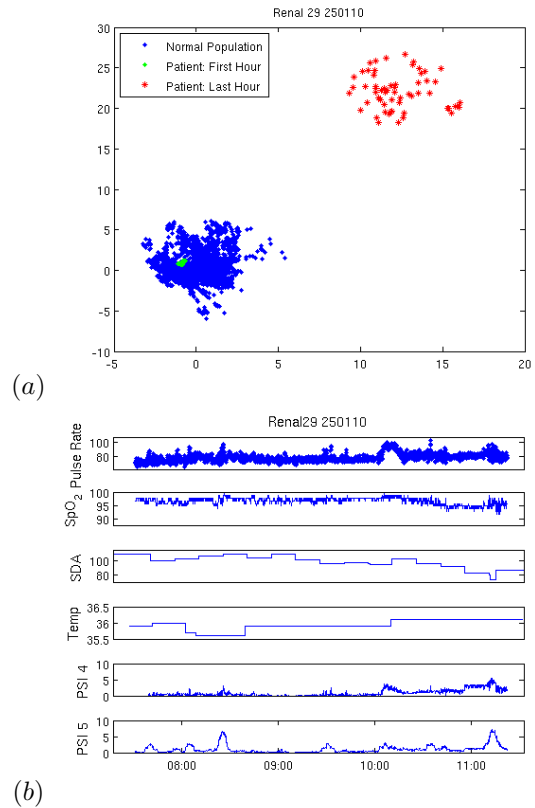 Renal 29 250110
30
25
20
15
10
5
0
-5
-10
-5 0 5 10 15 20
Normal Population
Patient: First Hour
Patient: Last Hour
(a)
Renal29 250110
Pulse Rate
100
80
SpO2
100
95
90
SDA
100
80
Temp
36.5
36
35.5
PSI 4
10
5
0
PSI 5
10
5
0
08:00 09:00 10:00 11:00
(b)